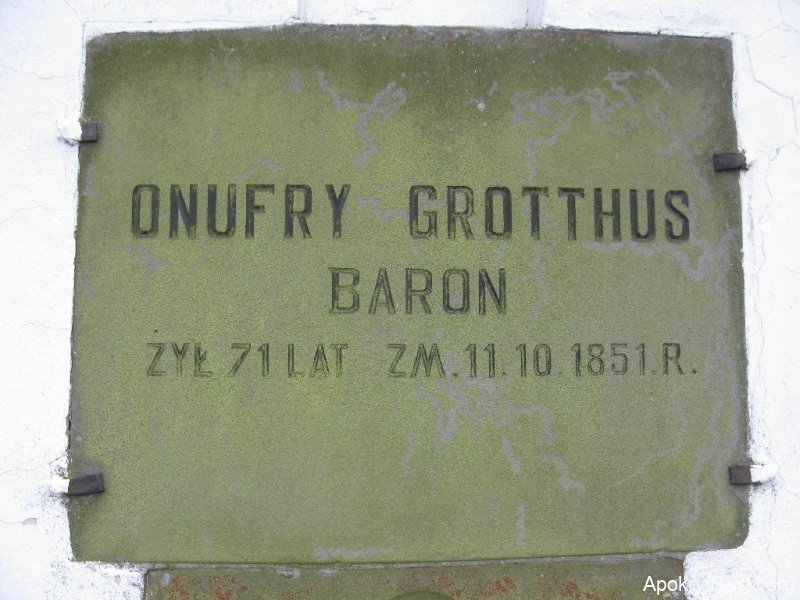 ONUFRY GROTTHUS
BARON
ŻYŁ 71 LAT ZM. 11.10.1851.R.